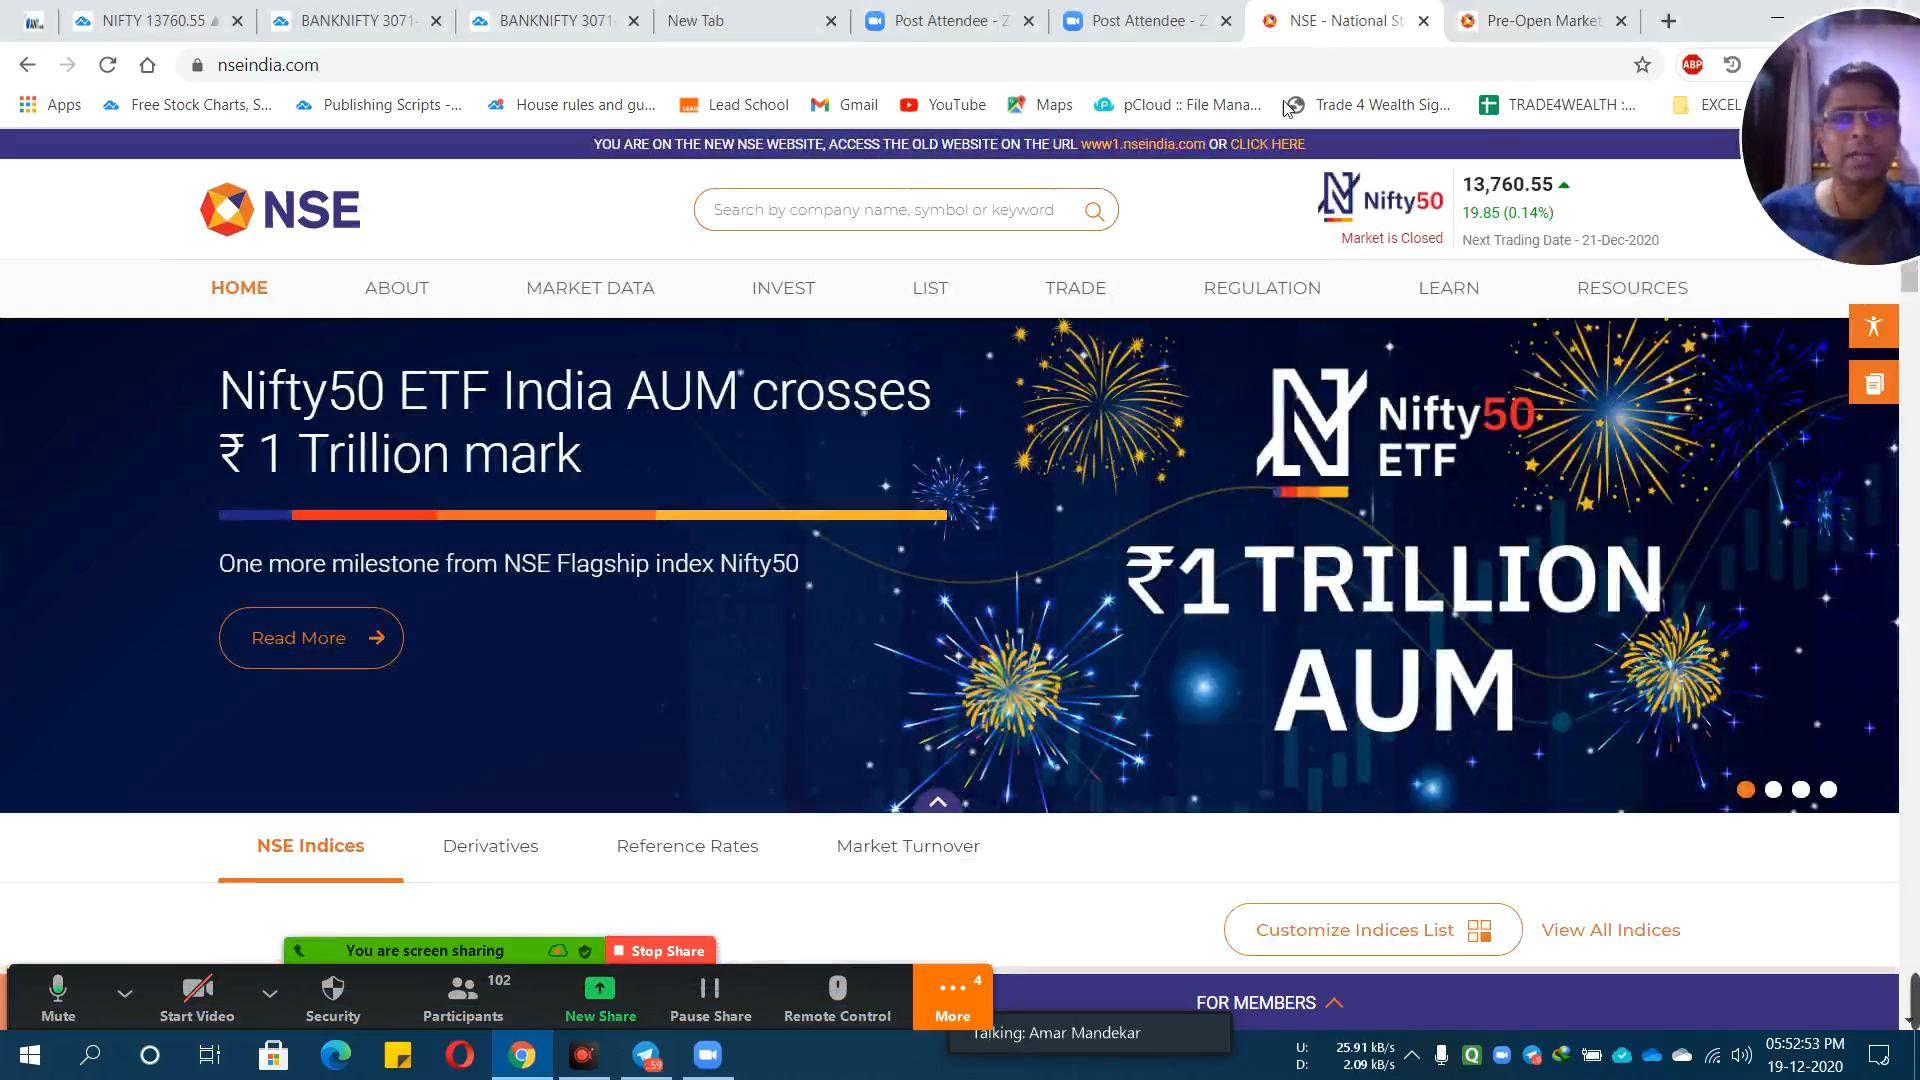 NIFTY 13760.55
BANKNIFTY 3071
BANKNIFTY 3071
New Tab
Post Attendee - Z
Post Attendee - Z
NSE - National St
Pre-Open Market
nseindia.com
ABP
Apps
Free Stock Charts, S...
Publishing Scripts -...
House rules and gu...
LEAD
Lead School
Gmail
YouTube
Maps
pCloud :: File Mana...
Trade 4 Wealth Sig...
TRADE4WEALTH :...
EXCEL
YOU ARE ON THE NEW NSE WEBSITE, ACCESS THE OLD WEBSITE ON THE URL www1.nseindia.com OR CLICK HERE
NSE
Search by company name, symbol or keyword
Nifty50
Market is Closed
13,760.55
19.85 (0.14%)
Next Trading Date - 21-Dec-2020
HOME
ABOUT
MARKET DATA
INVEST
LIST
TRADE
REGULATION
LEARN
RESOURCES
Nifty50 ETF India AUM crosses
₹ 1 Trillion mark
One more milestone from NSE Flagship index Nifty50
Read More
Nifty50
ETF
₹1 TRILLION
AUM
NSE Indices
Derivatives
Reference Rates
Market Turnover
Customize Indices List
View All Indices
FOR MEMBERS
You are screen sharing
Stop Share
Mute
Start Video
Security
102
Participants
New Share
Pause Share
Remote Control
4
More
Talking: Amar Mandekar
59
U: 25.91 kB/s
D: 2.09 kB/s
05:52:53 PM
19-12-2020